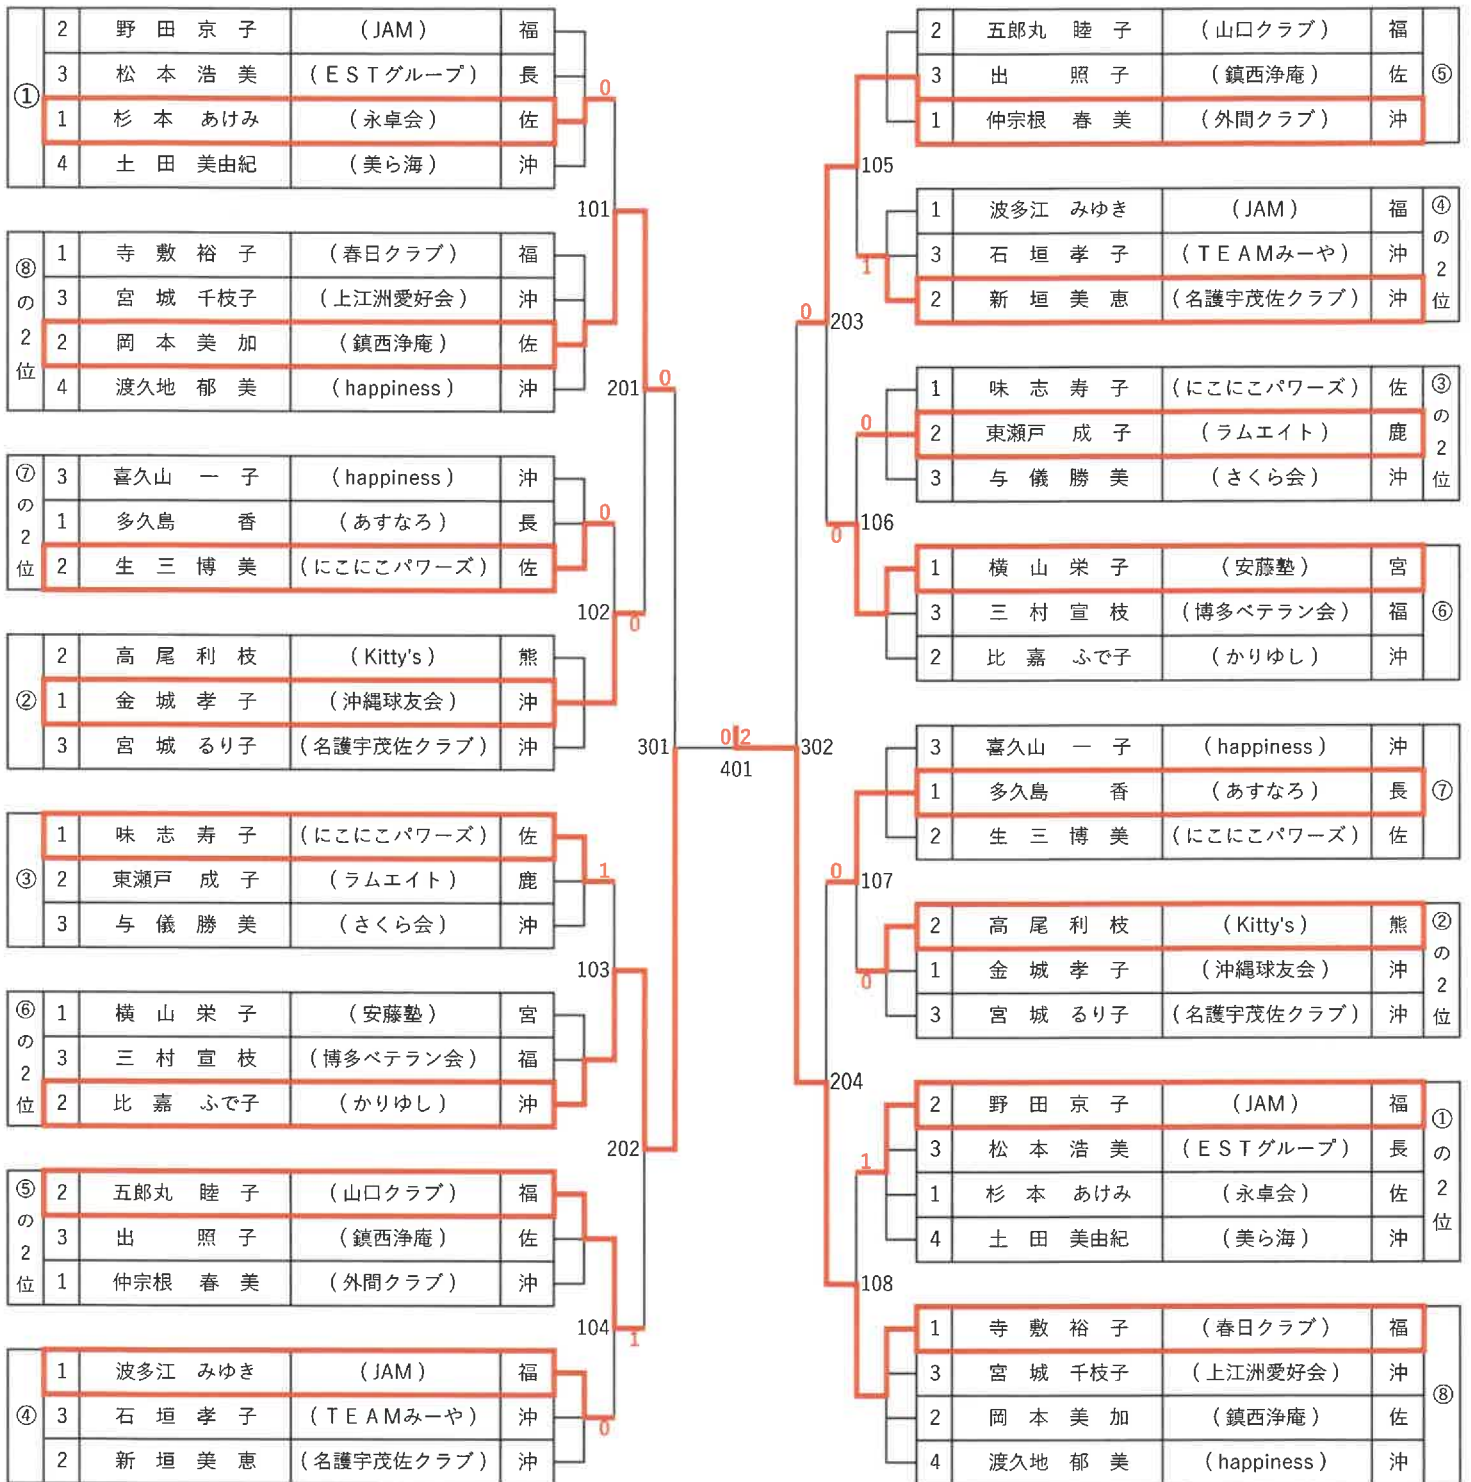 ① 2 野田京子 (JAM) 福
3 松本浩美 (ESTグループ) 長
1 杉本あけみ (永卓会) 佐
4 土田美由紀 (美ら海) 沖
0
101
⑧の2位 1 寺敷裕子 (春日クラブ) 福
3 宮城千枝子 (上江洲愛好会) 沖
2 岡本美加 (鎮西浄庵) 佐
4 渡久地郁美 (happiness) 沖
201
0
⑦の2位 3 喜久山一子 (happiness) 沖
1 多久島香 (あすなろ) 長
2 生三博美 (にこにこパワーズ) 佐
0
102
0
② 2 高尾利枝 (Kitty's) 熊
1 金城孝子 (沖縄球友会) 沖
3 宮城るり子 (名護宇茂佐クラブ) 沖
301
③ 1 味志寿子 (にこにこパワーズ) 佐
2 東瀬戸成子 (ラムエイト) 鹿
3 与儀勝美 (さくら会) 沖
1
103
⑥の2位 1 横山栄子 (安藤塾) 宮
3 三村宣枝 (博多ベテラン会) 福
2 比嘉ふで子 (かりゆし) 沖
202
⑤の2位 2 五郎丸睦子 (山口クラブ) 福
3 出照子 (鎮西浄庵) 佐
1 仲宗根春美 (外間クラブ) 沖
104
1
④ 1 波多江みゆき (JAM) 福
3 石垣孝子 (TEAMみーや) 沖
2 新垣美恵 (名護宇茂佐クラブ) 沖
0
0 2
401
2 五郎丸睦子 (山口クラブ) 福 ⑤
3 出照子 (鎮西浄庵) 佐
1 仲宗根春美 (外間クラブ) 沖
105
1 波多江みゆき (JAM) 福 ④の2位
3 石垣孝子 (TEAMみーや) 沖
2 新垣美恵 (名護宇茂佐クラブ) 沖
1
0
203
1 味志寿子 (にこにこパワーズ) 佐 ③の2位
2 東瀬戸成子 (ラムエイト) 鹿
3 与儀勝美 (さくら会) 沖
0
106
0
1 横山栄子 (安藤塾) 宮 ⑥
3 三村宣枝 (博多ベテラン会) 福
2 比嘉ふで子 (かりゆし) 沖
302
3 喜久山一子 (happiness) 沖 ⑦
1 多久島香 (あすなろ) 長
2 生三博美 (にこにこパワーズ) 佐
0
107
2 高尾利枝 (Kitty's) 熊 ②の2位
1 金城孝子 (沖縄球友会) 沖
3 宮城るり子 (名護宇茂佐クラブ) 沖
0
204
2 野田京子 (JAM) 福 ①の2位
3 松本浩美 (ESTグループ) 長
1 杉本あけみ (永卓会) 佐
4 土田美由紀 (美ら海) 沖
1
108
1 寺敷裕子 (春日クラブ) 福 ⑧
3 宮城千枝子 (上江洲愛好会) 沖
2 岡本美加 (鎮西浄庵) 佐
4 渡久地郁美 (happiness) 沖